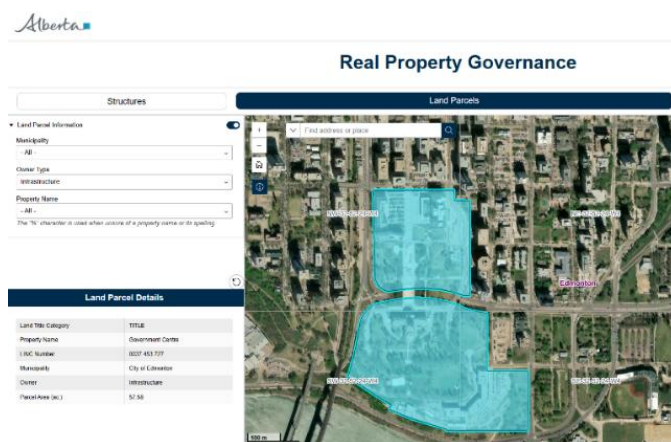 Alberta
Real Property Governance
Structures
Land Parcels
Land Parcel Information
Municipality
- All -
Owner Type
Infrastructure
Property Name
- All -
The "%" character is used when unsure of a property name or its spelling.
Find address or place
Edmonton
Land Parcel Details
Land Title Category TITLE
Property Name Government Centre
LINC Number
Municipality City of Edmonton
Owner Infrastructure
Parcel Area (ac.) 57.58
100 m